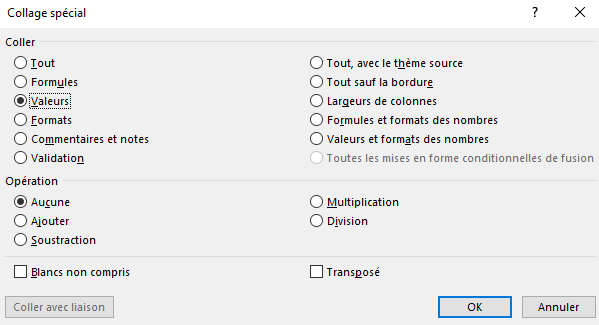 Collage spécial
?
Coller
Tout
Tout, avec le thème source
Formules
Tout sauf la bordure
Valeurs
Largeurs de colonnes
Formats
Formules et formats des nombres
Commentaires et notes
Valeurs et formats des nombres
Validation
Toutes les mises en forme conditionnelles de fusion
Opération
Aucune
Multiplication
Ajouter
Division
Soustraction
Blancs non compris
Transposé
Coller avec liaison
OK
Annuler